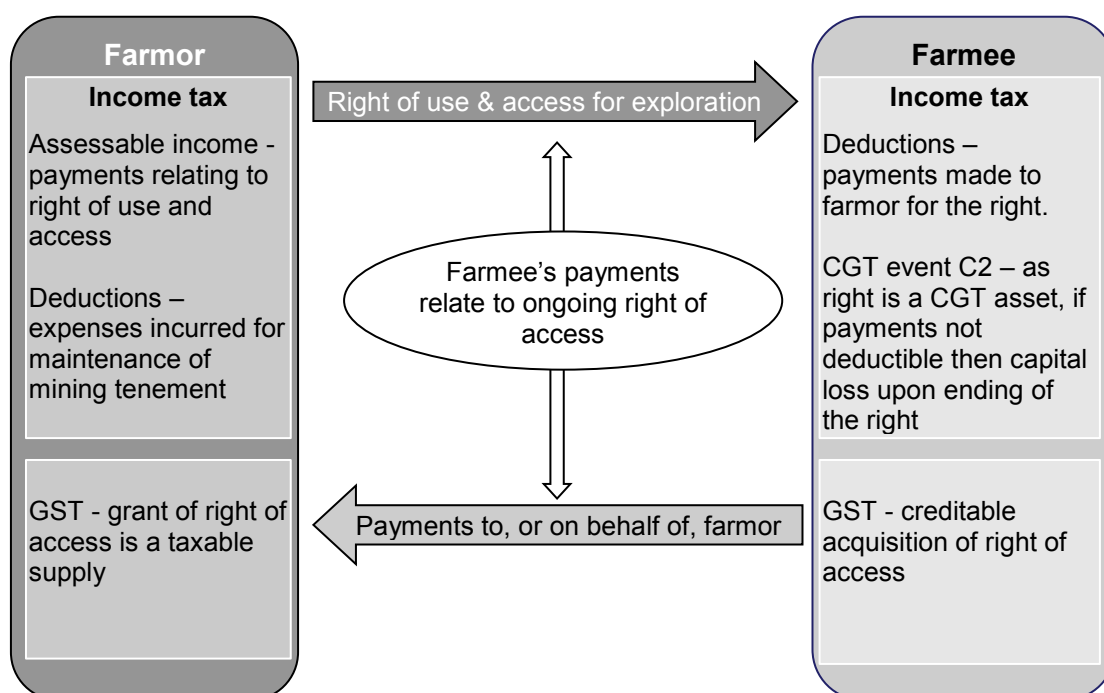 Farmor
Income tax
Assessable income -
payments relating to
right of use and
access
Deductions –
expenses incurred for
maintenance of
mining tenement
GST - grant of right of
access is a taxable
supply
Right of use & access for exploration
Farmee's payments
relate to ongoing right of
access
Payments to, or on behalf of, farmor
Farmee
Income tax
Deductions –
payments made to
farmor for the right.
CGT event C2 – as
right is a CGT asset, if
payments not
deductible then capital
loss upon ending of
the right
GST - creditable
acquisition of right of
access